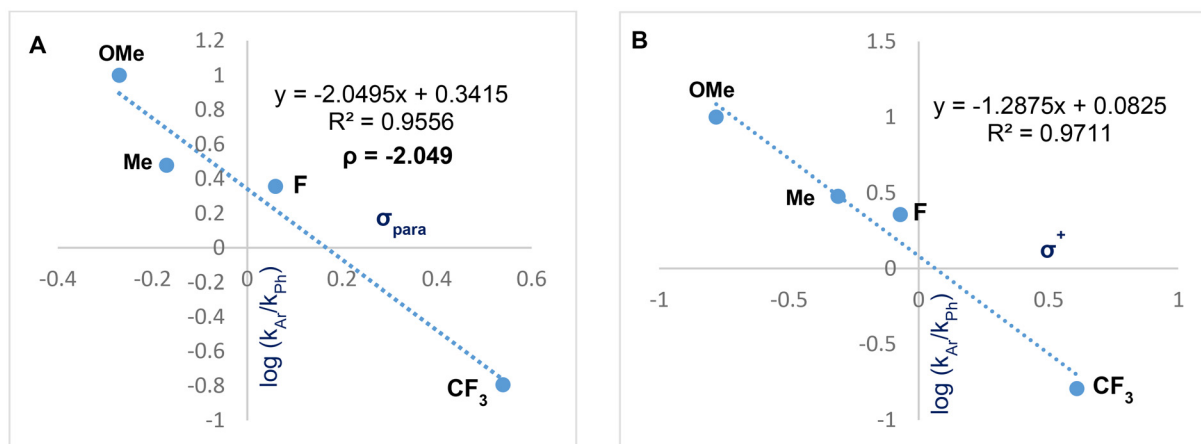 A
OMe
Me
F
CF₃
y = -2.0495x + 0.3415
R² = 0.9556
ρ = -2.049
σpara
log (kAr/kPh)
1.2
1
0.8
0.6
0.4
0.2
0
-0.2
-0.4
-0.6
-0.8
-1
-0.4
-0.2
0
0.2
0.4
0.6
B
OMe
Me
F
CF₃
y = -1.2875x + 0.0825
R² = 0.9711
σ⁺
log (kAr/kPh)
1.5
1
0.5
0
-0.5
-1
-1
-0.5
0
0.5
1